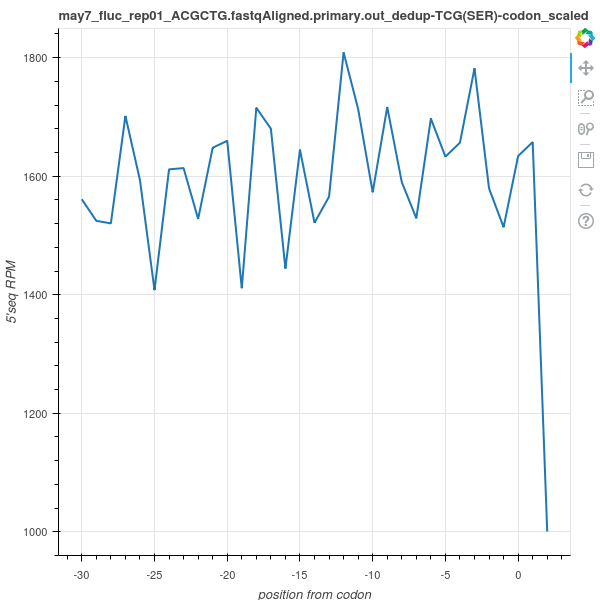 may7_fluc_rep01_ACGCTG.fastqAligned.primary.out_dedup-TCG(SER)-codon_scaled
1800
1600
1400
1200
1000
5'seq RPM
-30 -25 -20 -15 -10 -5 0
position from codon